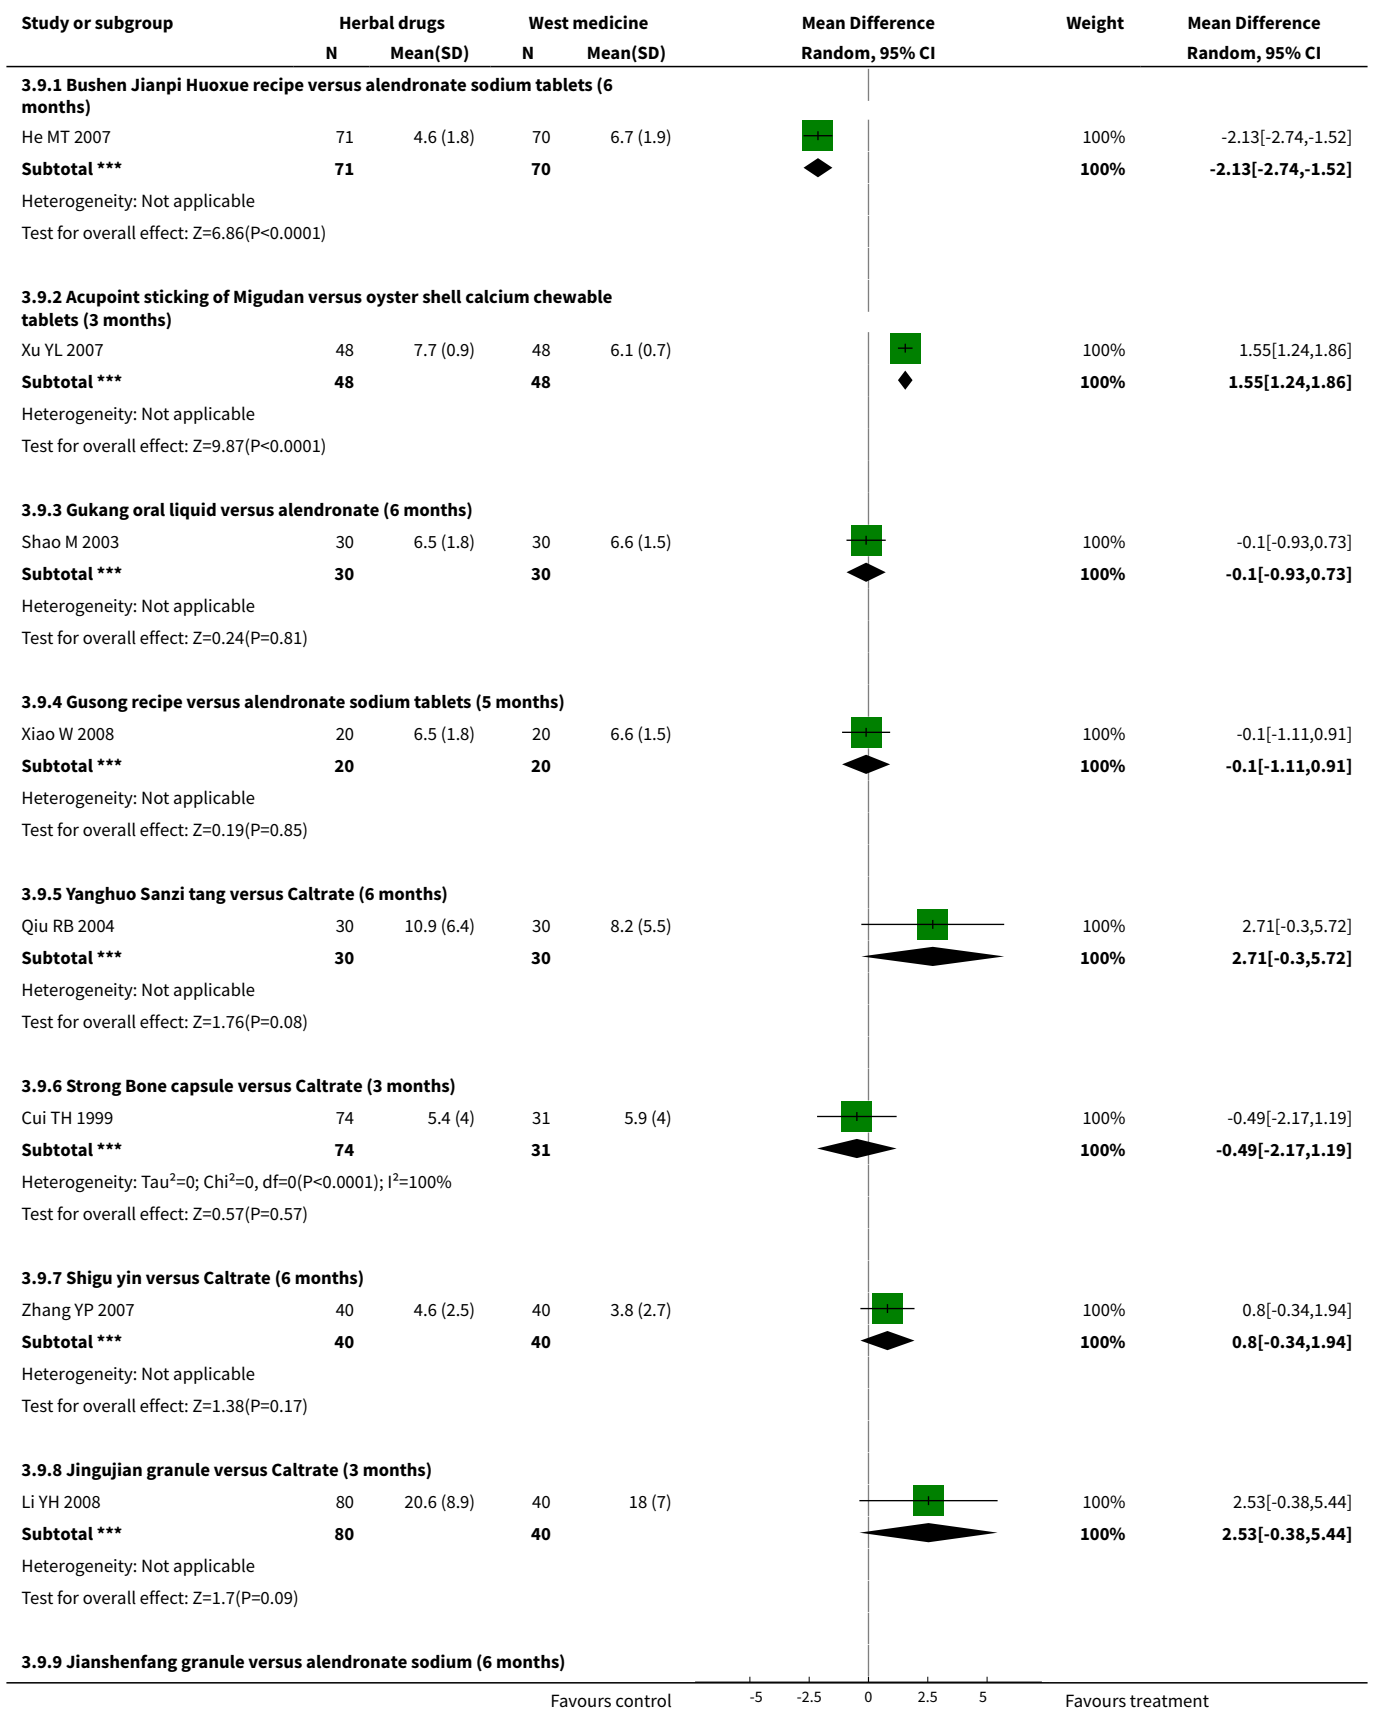 Study or subgroup Herbal drugs West medicine Mean Difference Weight Mean Difference
N Mean(SD) N Mean(SD) Random, 95% CI Random, 95% CI
3.9.1 Bushen Jianpi Huoxue recipe versus alendronate sodium tablets (6
months)
He MT 2007 71 4.6 (1.8) 70 6.7 (1.9) 100% -2.13[-2.74,-1.52]
Subtotal *** 71 70 100% -2.13[-2.74,-1.52]
Heterogeneity: Not applicable
Test for overall effect: Z=6.86(P<0.0001)
3.9.2 Acupoint sticking of Migudan versus oyster shell calcium chewable
tablets (3 months)
Xu YL 2007 48 7.7 (0.9) 48 6.1 (0.7) 100% 1.55[1.24,1.86]
Subtotal *** 48 48 100% 1.55[1.24,1.86]
Heterogeneity: Not applicable
Test for overall effect: Z=9.87(P<0.0001)
3.9.3 Gukang oral liquid versus alendronate (6 months)
Shao M 2003 30 6.5 (1.8) 30 6.6 (1.5) 100% -0.1[-0.93,0.73]
Subtotal *** 30 30 100% -0.1[-0.93,0.73]
Heterogeneity: Not applicable
Test for overall effect: Z=0.24(P=0.81)
3.9.4 Gusong recipe versus alendronate sodium tablets (5 months)
Xiao W 2008 20 6.5 (1.8) 20 6.6 (1.5) 100% -0.1[-1.11,0.91]
Subtotal *** 20 20 100% -0.1[-1.11,0.91]
Heterogeneity: Not applicable
Test for overall effect: Z=0.19(P=0.85)
3.9.5 Yanghuo Sanzi tang versus Caltrate (6 months)
Qiu RB 2004 30 10.9 (6.4) 30 8.2 (5.5) 100% 2.71[-0.3,5.72]
Subtotal *** 30 30 100% 2.71[-0.3,5.72]
Heterogeneity: Not applicable
Test for overall effect: Z=1.76(P=0.08)
3.9.6 Strong Bone capsule versus Caltrate (3 months)
Cui TH 1999 74 5.4 (4) 31 5.9 (4) 100% -0.49[-2.17,1.19]
Subtotal *** 74 31 100% -0.49[-2.17,1.19]
Heterogeneity: Tau²=0; Chi²=0, df=0(P<0.0001); I²=100%
Test for overall effect: Z=0.57(P=0.57)
3.9.7 Shigu yin versus Caltrate (6 months)
Zhang YP 2007 40 4.6 (2.5) 40 3.8 (2.7) 100% 0.8[-0.34,1.94]
Subtotal *** 40 40 100% 0.8[-0.34,1.94]
Heterogeneity: Not applicable
Test for overall effect: Z=1.38(P=0.17)
3.9.8 Jingujian granule versus Caltrate (3 months)
Li YH 2008 80 20.6 (8.9) 40 18 (7) 100% 2.53[-0.38,5.44]
Subtotal *** 80 40 100% 2.53[-0.38,5.44]
Heterogeneity: Not applicable
Test for overall effect: Z=1.7(P=0.09)
3.9.9 Jianshenfang granule versus alendronate sodium (6 months)
Favours control -5 -2.5 0 2.5 5 Favours treatment